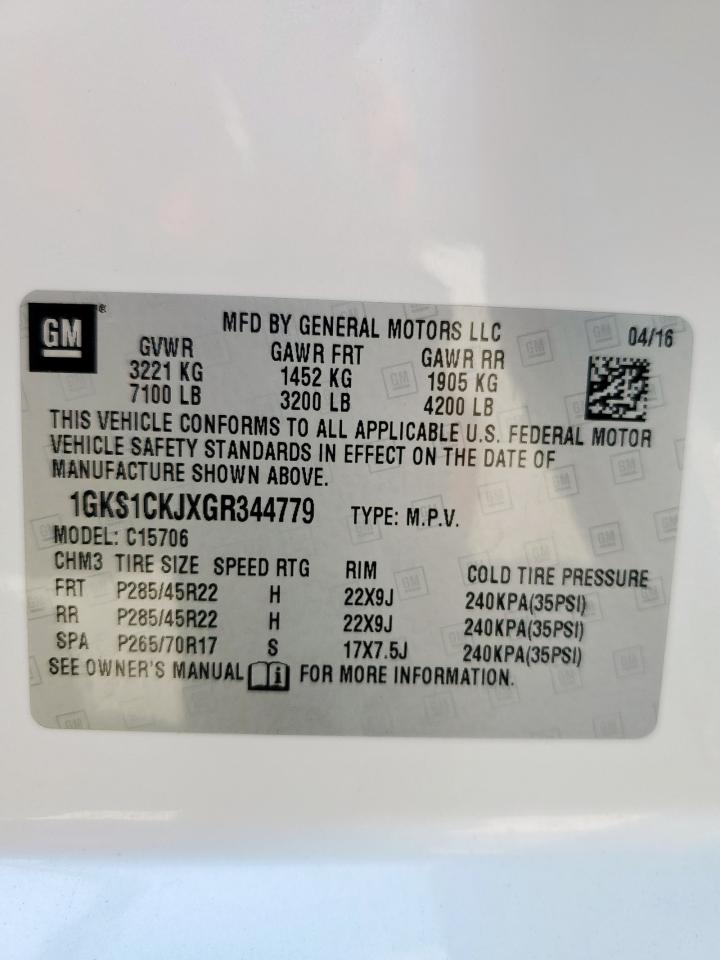 GM®
MFD BY GENERAL MOTORS LLC 04/16
GVWR GAWR FRT GAWR RR
3221 KG 1452 KG 1905 KG
7100 LB 3200 LB 4200 LB
THIS VEHICLE CONFORMS TO ALL APPLICABLE U.S. FEDERAL MOTOR
VEHICLE SAFETY STANDARDS IN EFFECT ON THE DATE OF
MANUFACTURE SHOWN ABOVE.
1GKS1CKJXGR344779 TYPE: M.P.V.
MODEL: C15706
CHM3 TIRE SIZE SPEED RTG RIM COLD TIRE PRESSURE
FRT P285/45R22 H 22X9J 240KPA(35PSI)
RR P285/45R22 H 22X9J 240KPA(35PSI)
SPA P265/70R17 S 17X7.5J 240KPA(35PSI)
SEE OWNER'S MANUAL FOR MORE INFORMATION.